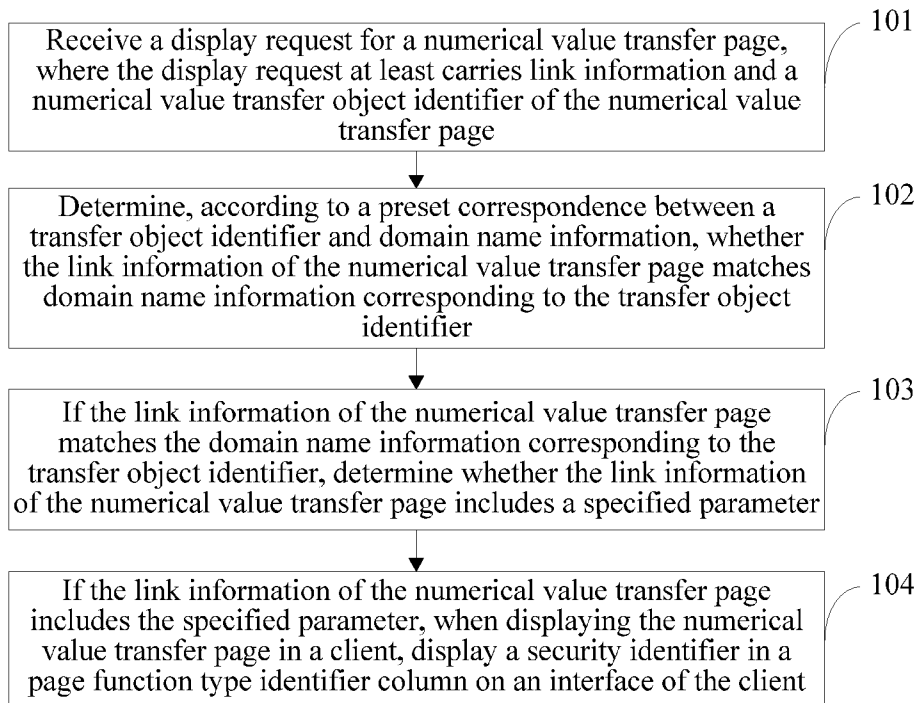 101
Receive a display request for a numerical value transfer page,
where the display request at least carries link information and a
numerical value transfer object identifier of the numerical value
transfer page
102
Determine, according to a preset correspondence between a
transfer object identifier and domain name information, whether
the link information of the numerical value transfer page matches
domain name information corresponding to the transfer object
identifier
103
If the link information of the numerical value transfer page
matches the domain name information corresponding to the
transfer object identifier, determine whether the link information
of the numerical value transfer page includes a specified parameter
104
If the link information of the numerical value transfer page
includes the specified parameter, when displaying the numerical
value transfer page in a client, display a security identifier in a
page function type identifier column on an interface of the client